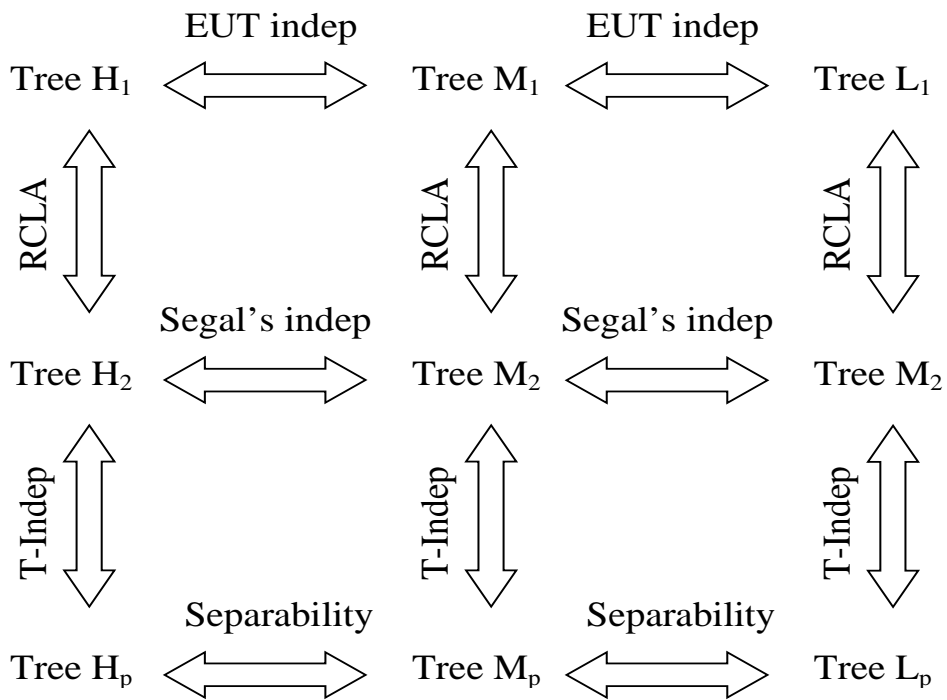 EUT indep EUT indep
Tree H₁ Tree M₁ Tree L₁
RCLA RCLA RCLA
Segal's indep Segal's indep
Tree H₂ Tree M₂ Tree M₂
T-Indep T-Indep T-Indep
Separability Separability
Tree Hₚ Tree Mₚ Tree Lₚ